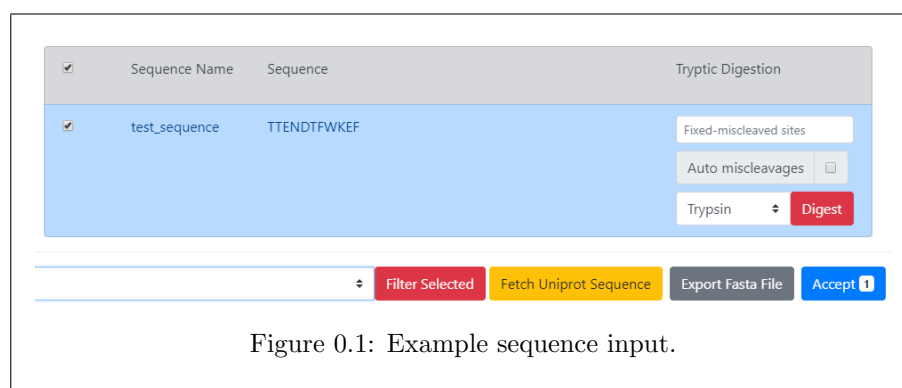 Sequence Name Sequence Tryptic Digestion
test_sequence TTENDTFWKEF Fixed-miscleaved sites
Auto miscleavages
Trypsin Digest
Filter Selected Fetch Uniprot Sequence Export Fasta File Accept 1
Figure 0.1: Example sequence input.